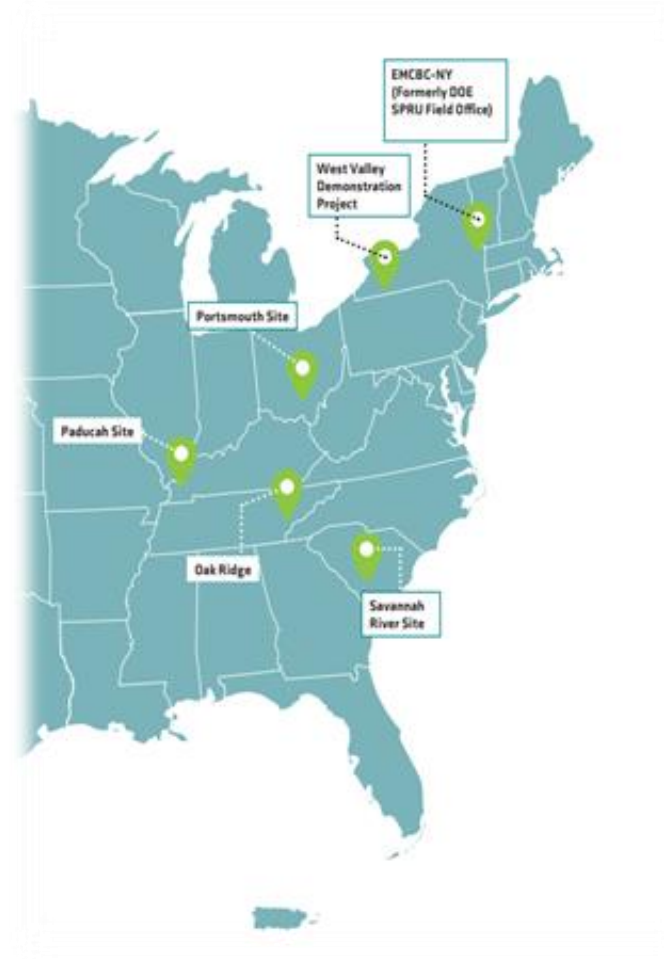 EMCBC-NY
(Formerly DOE
SPRU Field Office)
West Valley
Demonstration
Project
Portsmouth Site
Paducah Site
Oak Ridge
Savannah
River Site